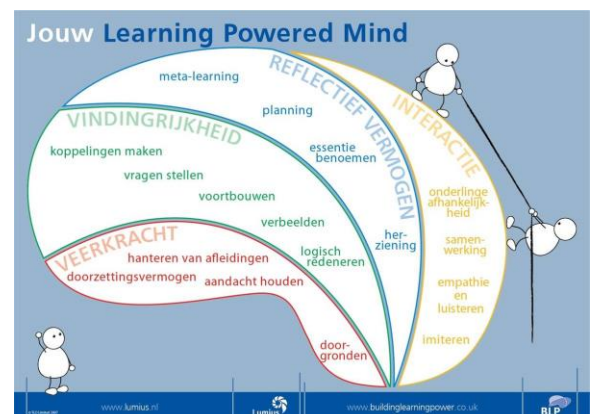 Jouw Learning Powered Mind
REFLECTIEF VERMOGEN
meta-learning
planning
essentie
benoemen
her-
ziening
VINDINGRIJKHEID
koppelingen maken
vragen stellen
voortbouwen
verbeelden
logisch
redeneren
VEERKRACHT
hanteren van afleidingen
doorzettingsvermogen
aandacht houden
door-
gronden
INTERACTIE
onderlinge
afhankelijk-
heid
samen-
werking
empathie
en
luisteren
imiteren
www.lumius.nl
Lumius
www.buildinglearningpower.co.uk
BLP